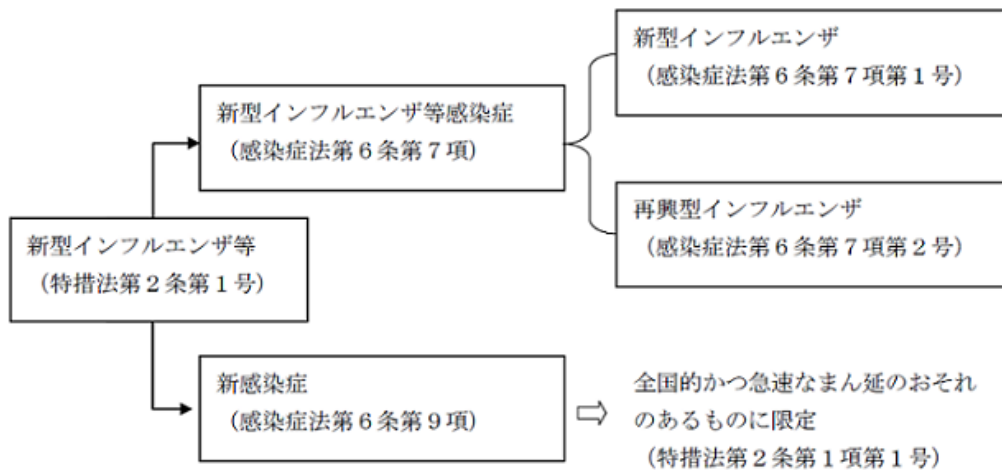 新型インフルエンザ等
（特措法第２条第１号）
新型インフルエンザ等感染症
（感染症法第６条第７項）
新型インフルエンザ
（感染症法第６条第７項第１号）
再興型インフルエンザ
（感染症法第６条第７項第２号）
新感染症
（感染症法第６条第９項）
全国的かつ急速なまん延のおそれ
のあるものに限定
（特措法第２条第１項第１号）